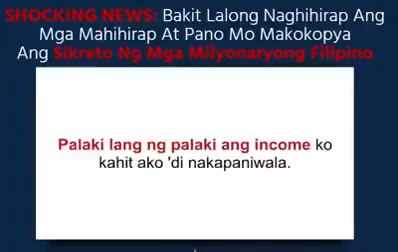 SHOCKING NEWS: Bakit Lalong Naghihirap Ang
Mga Mahihirap At Pano Mo Makokopya
Ang Sikreto Ng Mga Milyonaryong Filipino
Palaki lang ng palaki ang income ko
kahit ako 'di nakapaniwala.